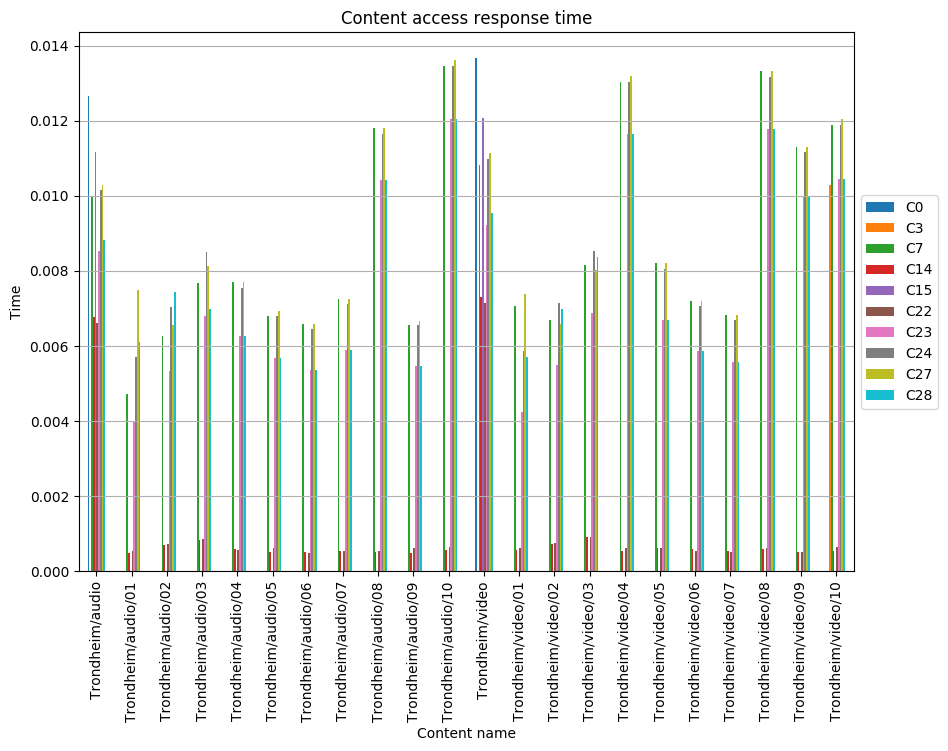 Content access response time
0.014
0.012
0.010
0.008
0.006
0.004
0.002
0.000
Time
C0
C3
C7
C14
C15
C22
C23
C24
C27
C28
Trondheim/audio
Trondheim/audio/01
Trondheim/audio/02
Trondheim/audio/03
Trondheim/audio/04
Trondheim/audio/05
Trondheim/audio/06
Trondheim/audio/07
Trondheim/audio/08
Trondheim/audio/09
Trondheim/audio/10
Trondheim/video
Trondheim/video/01
Trondheim/video/02
Trondheim/video/03
Trondheim/video/04
Trondheim/video/05
Trondheim/video/06
Trondheim/video/07
Trondheim/video/08
Trondheim/video/09
Trondheim/video/10
Content name